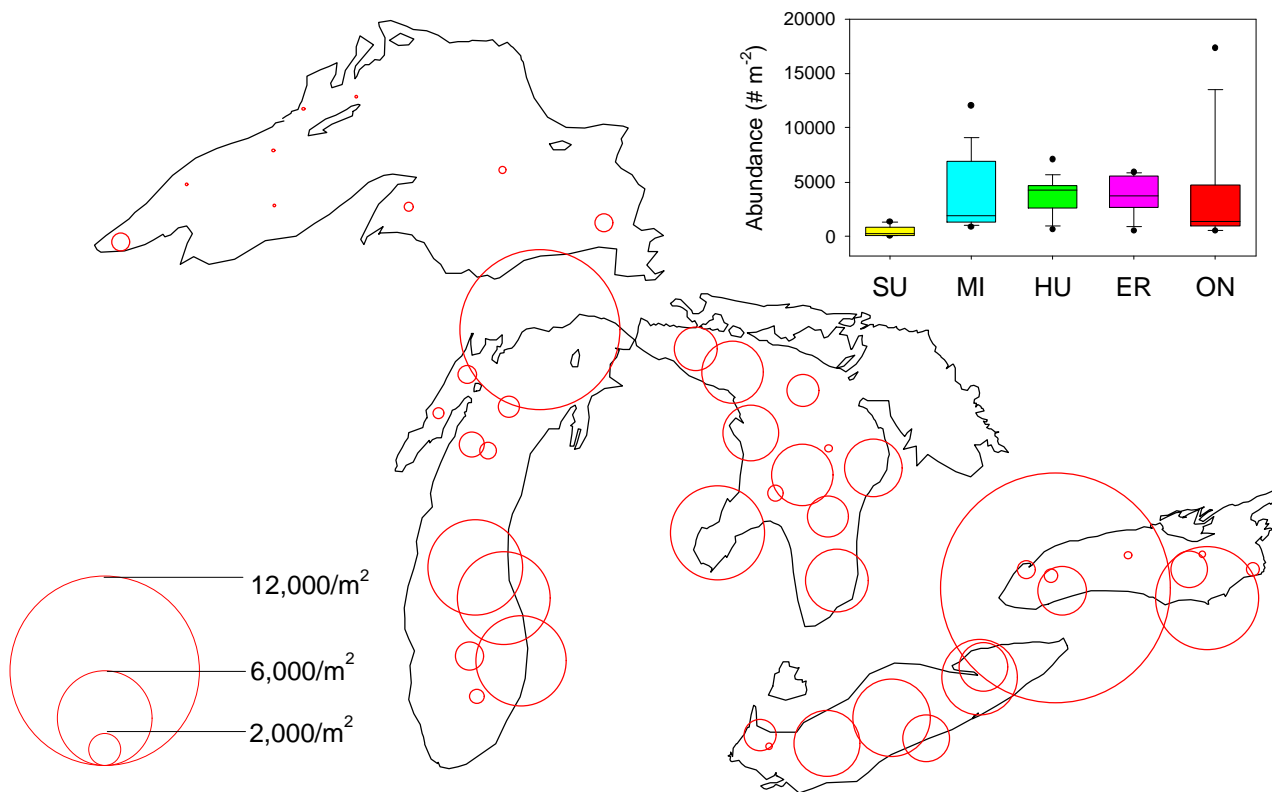 20000
15000
10000
5000
0
Abundance (# m⁻²)
SU MI HU ER ON
12,000/m²
6,000/m²
2,000/m²